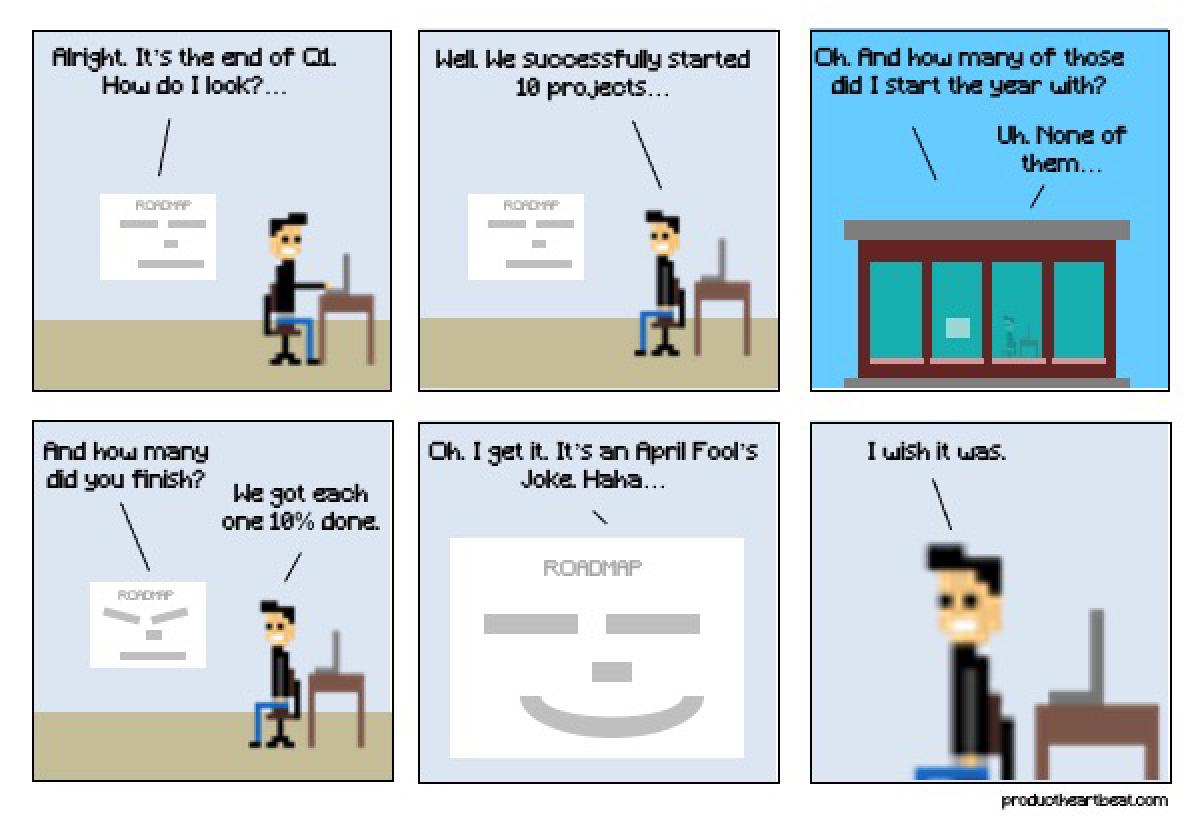 Alright. It's the end of Q1.
How do I look?...
ROADMAP
Well. We successfully started
10 projects...
ROADMAP
Oh. And how many of those
did I start the year with?
Uh. None of
them...
And how many
did you finish?
We got each
one 10% done.
ROADMAP
Oh. I get it. It's an April Fool's
Joke. Haha...
ROADMAP
I wish it was.
productheartbeat.com